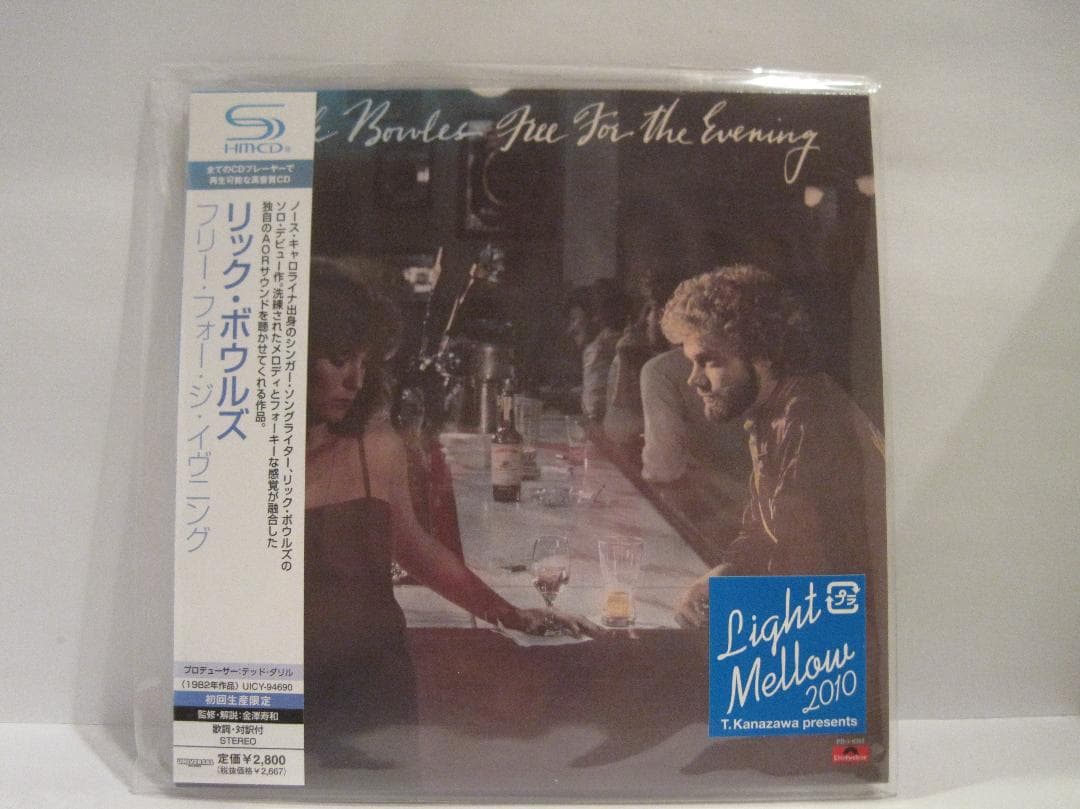 k Bowles Free For The Evening
HMCD®
全てのCDプレーヤーで
再生可能な高音質CD
リック・ボウルズ
フリー・フォー・ジ・イヴニング
ノース・キャロライナ出身のシンガー・ソングライター、リック・ボウルズの
ソロ・デビュー作。洗練されたメロディとフォーキーな感覚が融合した
独自のAORサウンドを聴かせてくれる作品。
プロデューサー:テッド・ダリル
(1982年作品) UICY-94690
初回生産限定
監修・解説:金澤寿和
歌詞・対訳付
STEREO
UNIVERSAL
定価¥2,800
(税抜価格¥2,667)
プラ
Light
Mellow
2010
T. Kanazawa presents